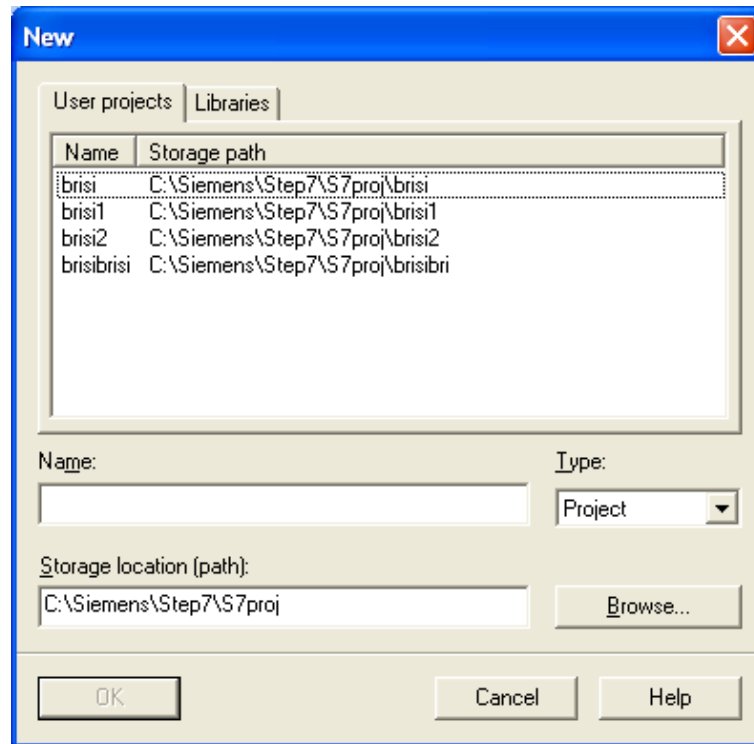 New
User projects Libraries
Name Storage path
brisi C:\Siemens\Step7\S7proj\brisi
brisi1 C:\Siemens\Step7\S7proj\brisi1
brisi2 C:\Siemens\Step7\S7proj\brisi2
brisibrisi C:\Siemens\Step7\S7proj\brisibri
Name: Type:
Project
Storage location (path):
C:\Siemens\Step7\S7proj Browse...
OK Cancel Help